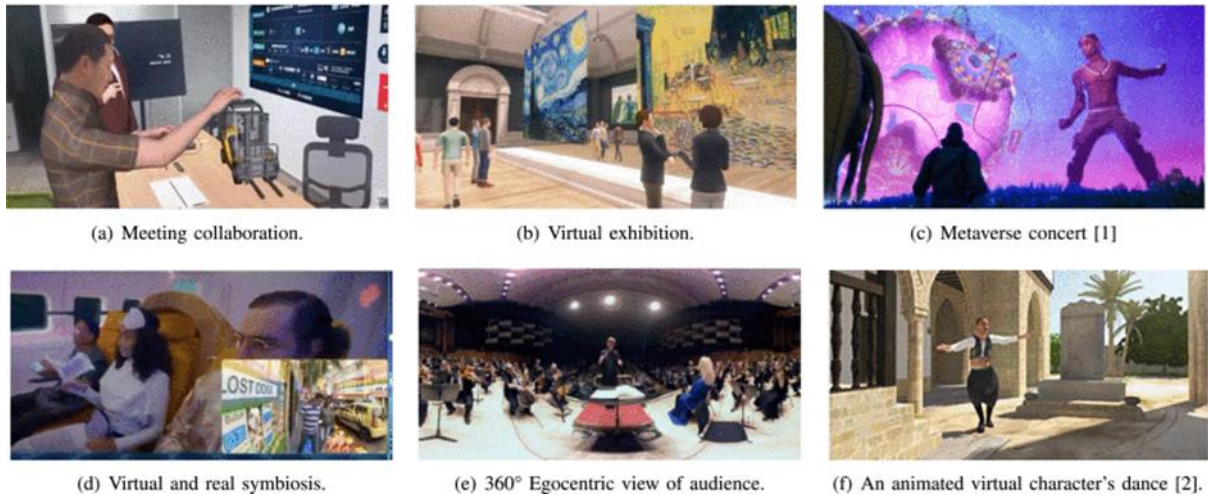 (a) Meeting collaboration.
(b) Virtual exhibition.
(c) Metaverse concert [1]
LOST DOGS
(d) Virtual and real symbiosis.
(e) 360° Egocentric view of audience.
(f) An animated virtual character's dance [2].